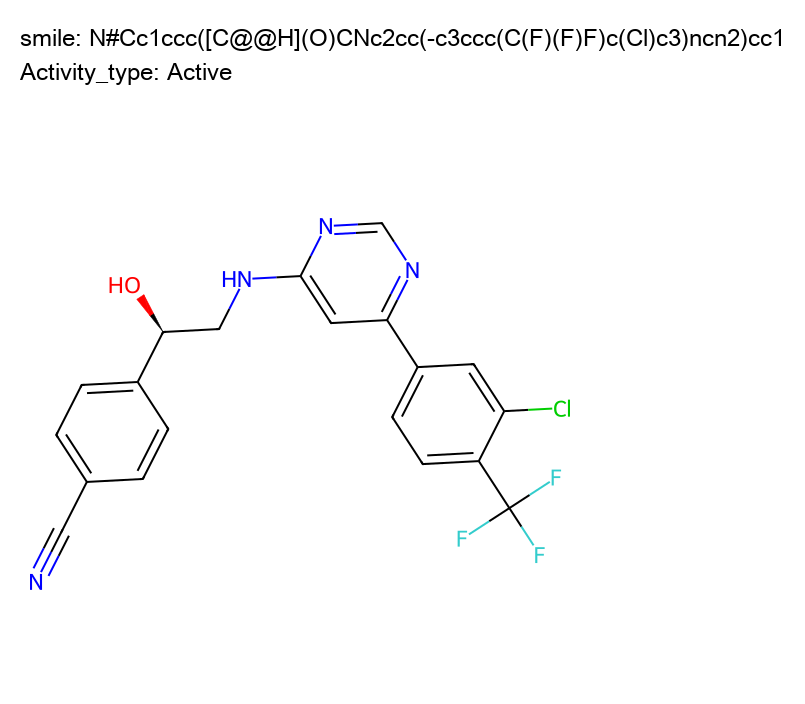 smile: N#Cc1ccc([C@@H](O)CNc2cc(-c3ccc(C(F)(F)F)c(Cl)c3)ncn2)cc1
Activity_type: Active
N
HO
HN
N
Cl
F
F
F
N